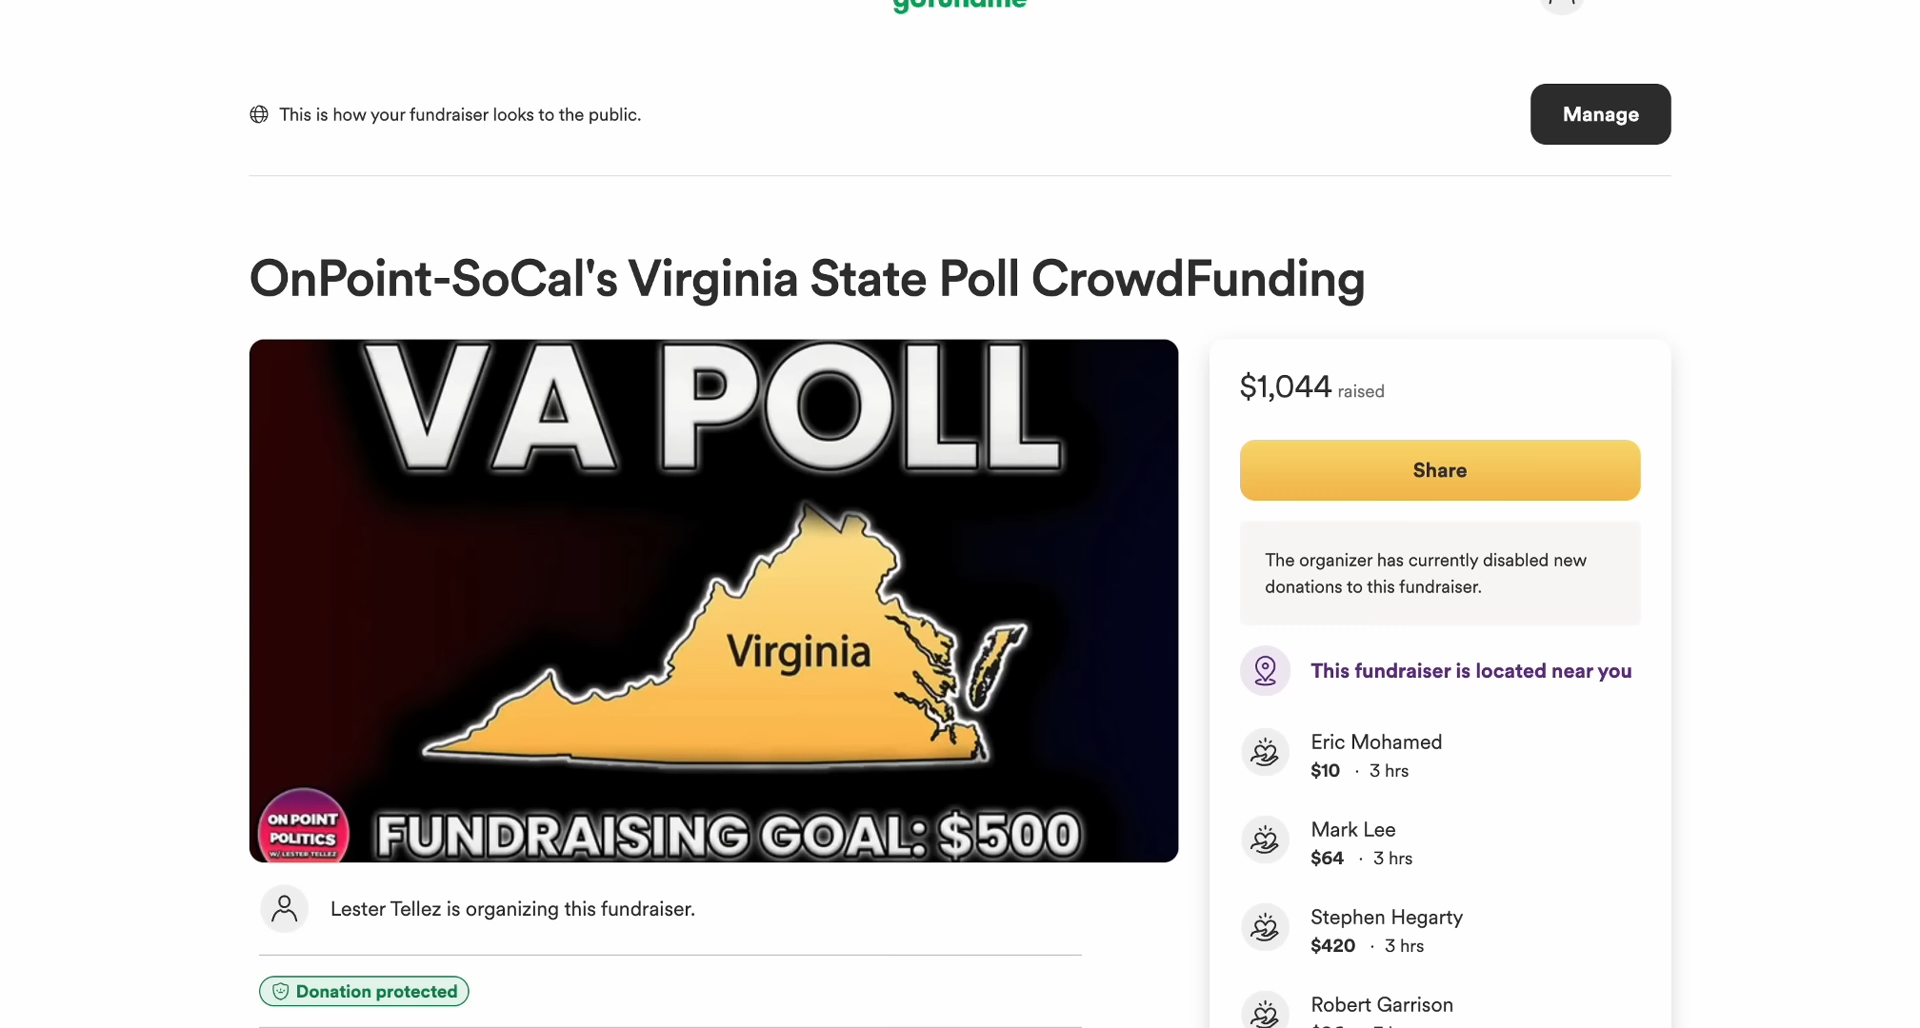 gofundme
This is how your fundraiser looks to the public.
Manage
OnPoint-SoCal's Virginia State Poll CrowdFunding
VA POLL
Virginia
ON POINT
POLITICS
W/ LESTER TELLEZ
FUNDRAISING GOAL: $500
Lester Tellez is organizing this fundraiser.
Donation protected
$1,044 raised
Share
The organizer has currently disabled new
donations to this fundraiser.
This fundraiser is located near you
Eric Mohamed
$10 · 3 hrs
Mark Lee
$64 · 3 hrs
Stephen Hegarty
$420 · 3 hrs
Robert Garrison